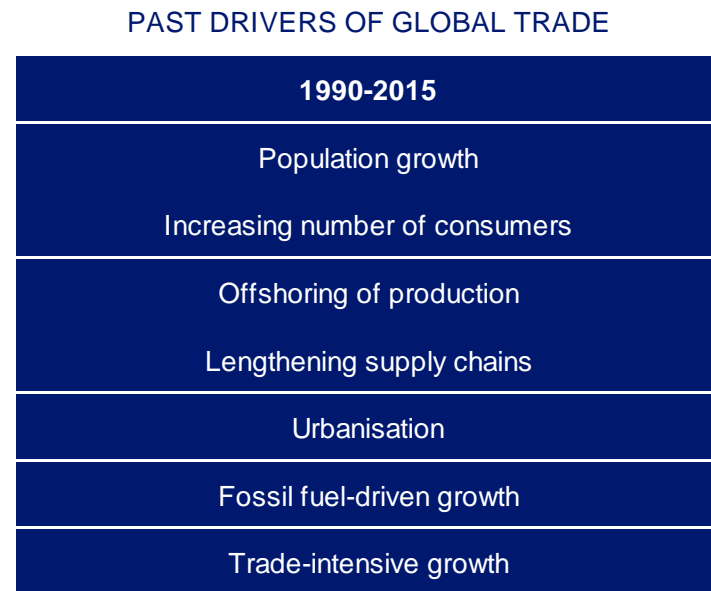 PAST DRIVERS OF GLOBAL TRADE
1990-2015
Population growth
Increasing number of consumers
Offshoring of production
Lengthening supply chains
Urbanisation
Fossil fuel-driven growth
Trade-intensive growth